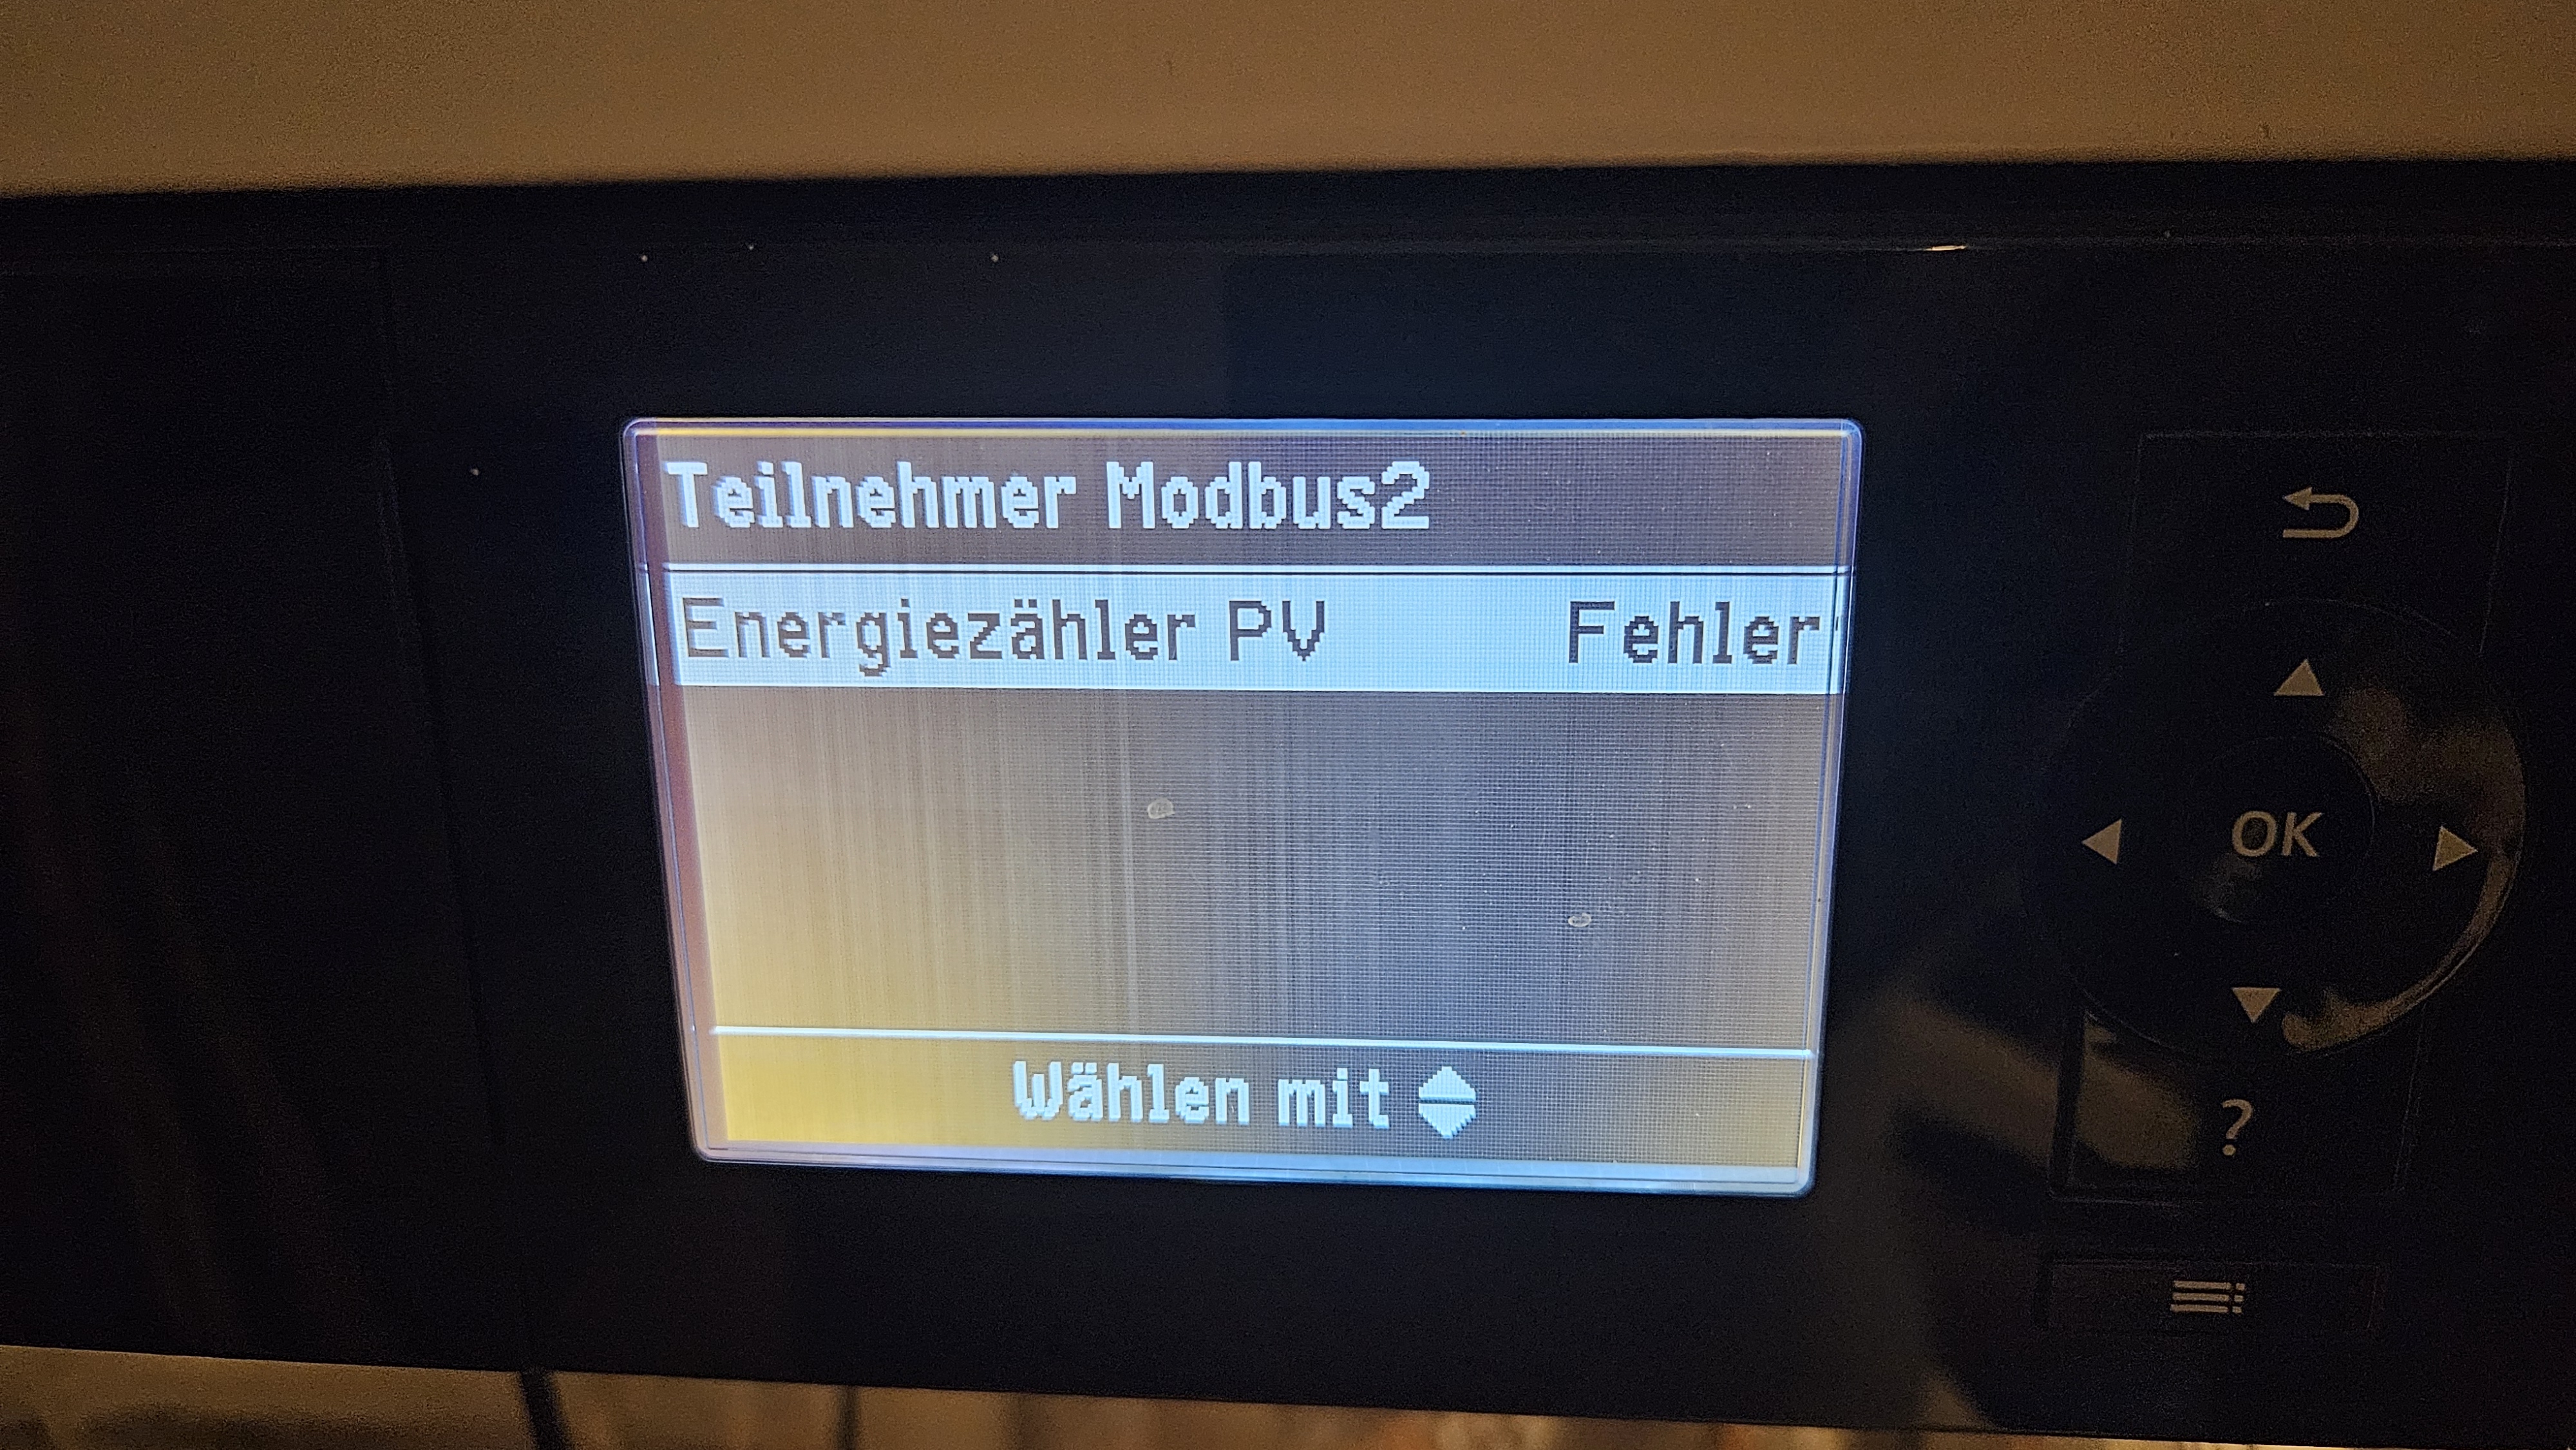 Teilnehmer Modbus2
Energiezähler PV Fehler
Wählen mit
OK
?